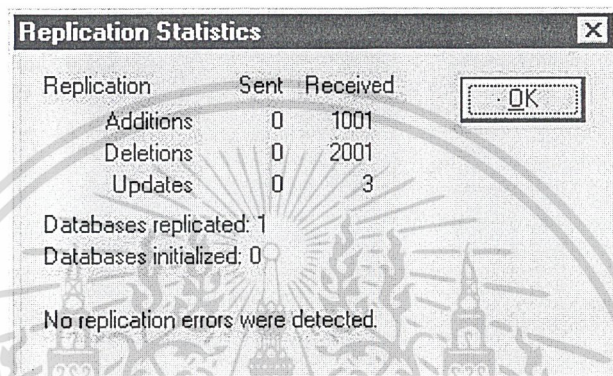 Replication Statistics
Replication Sent Received
OK
Additions 0 1001
Deletions 0 2001
Updates 0 3
Databases replicated: 1
Databases initialized: 0
No replication errors were detected.